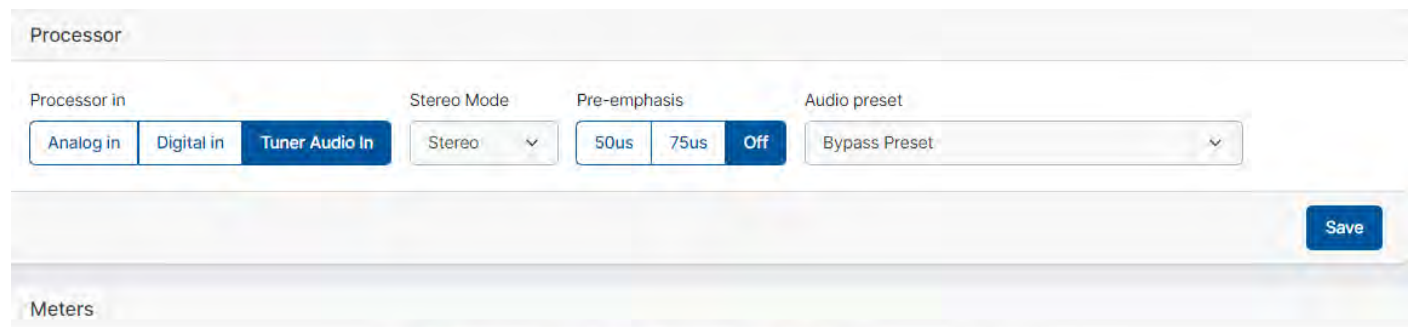 Processor
Processor in Stereo Mode Pre-emphasis Audio preset
Analog in Digital in Tuner Audio In Stereo 50us 75us Off Bypass Preset
Save
Meters